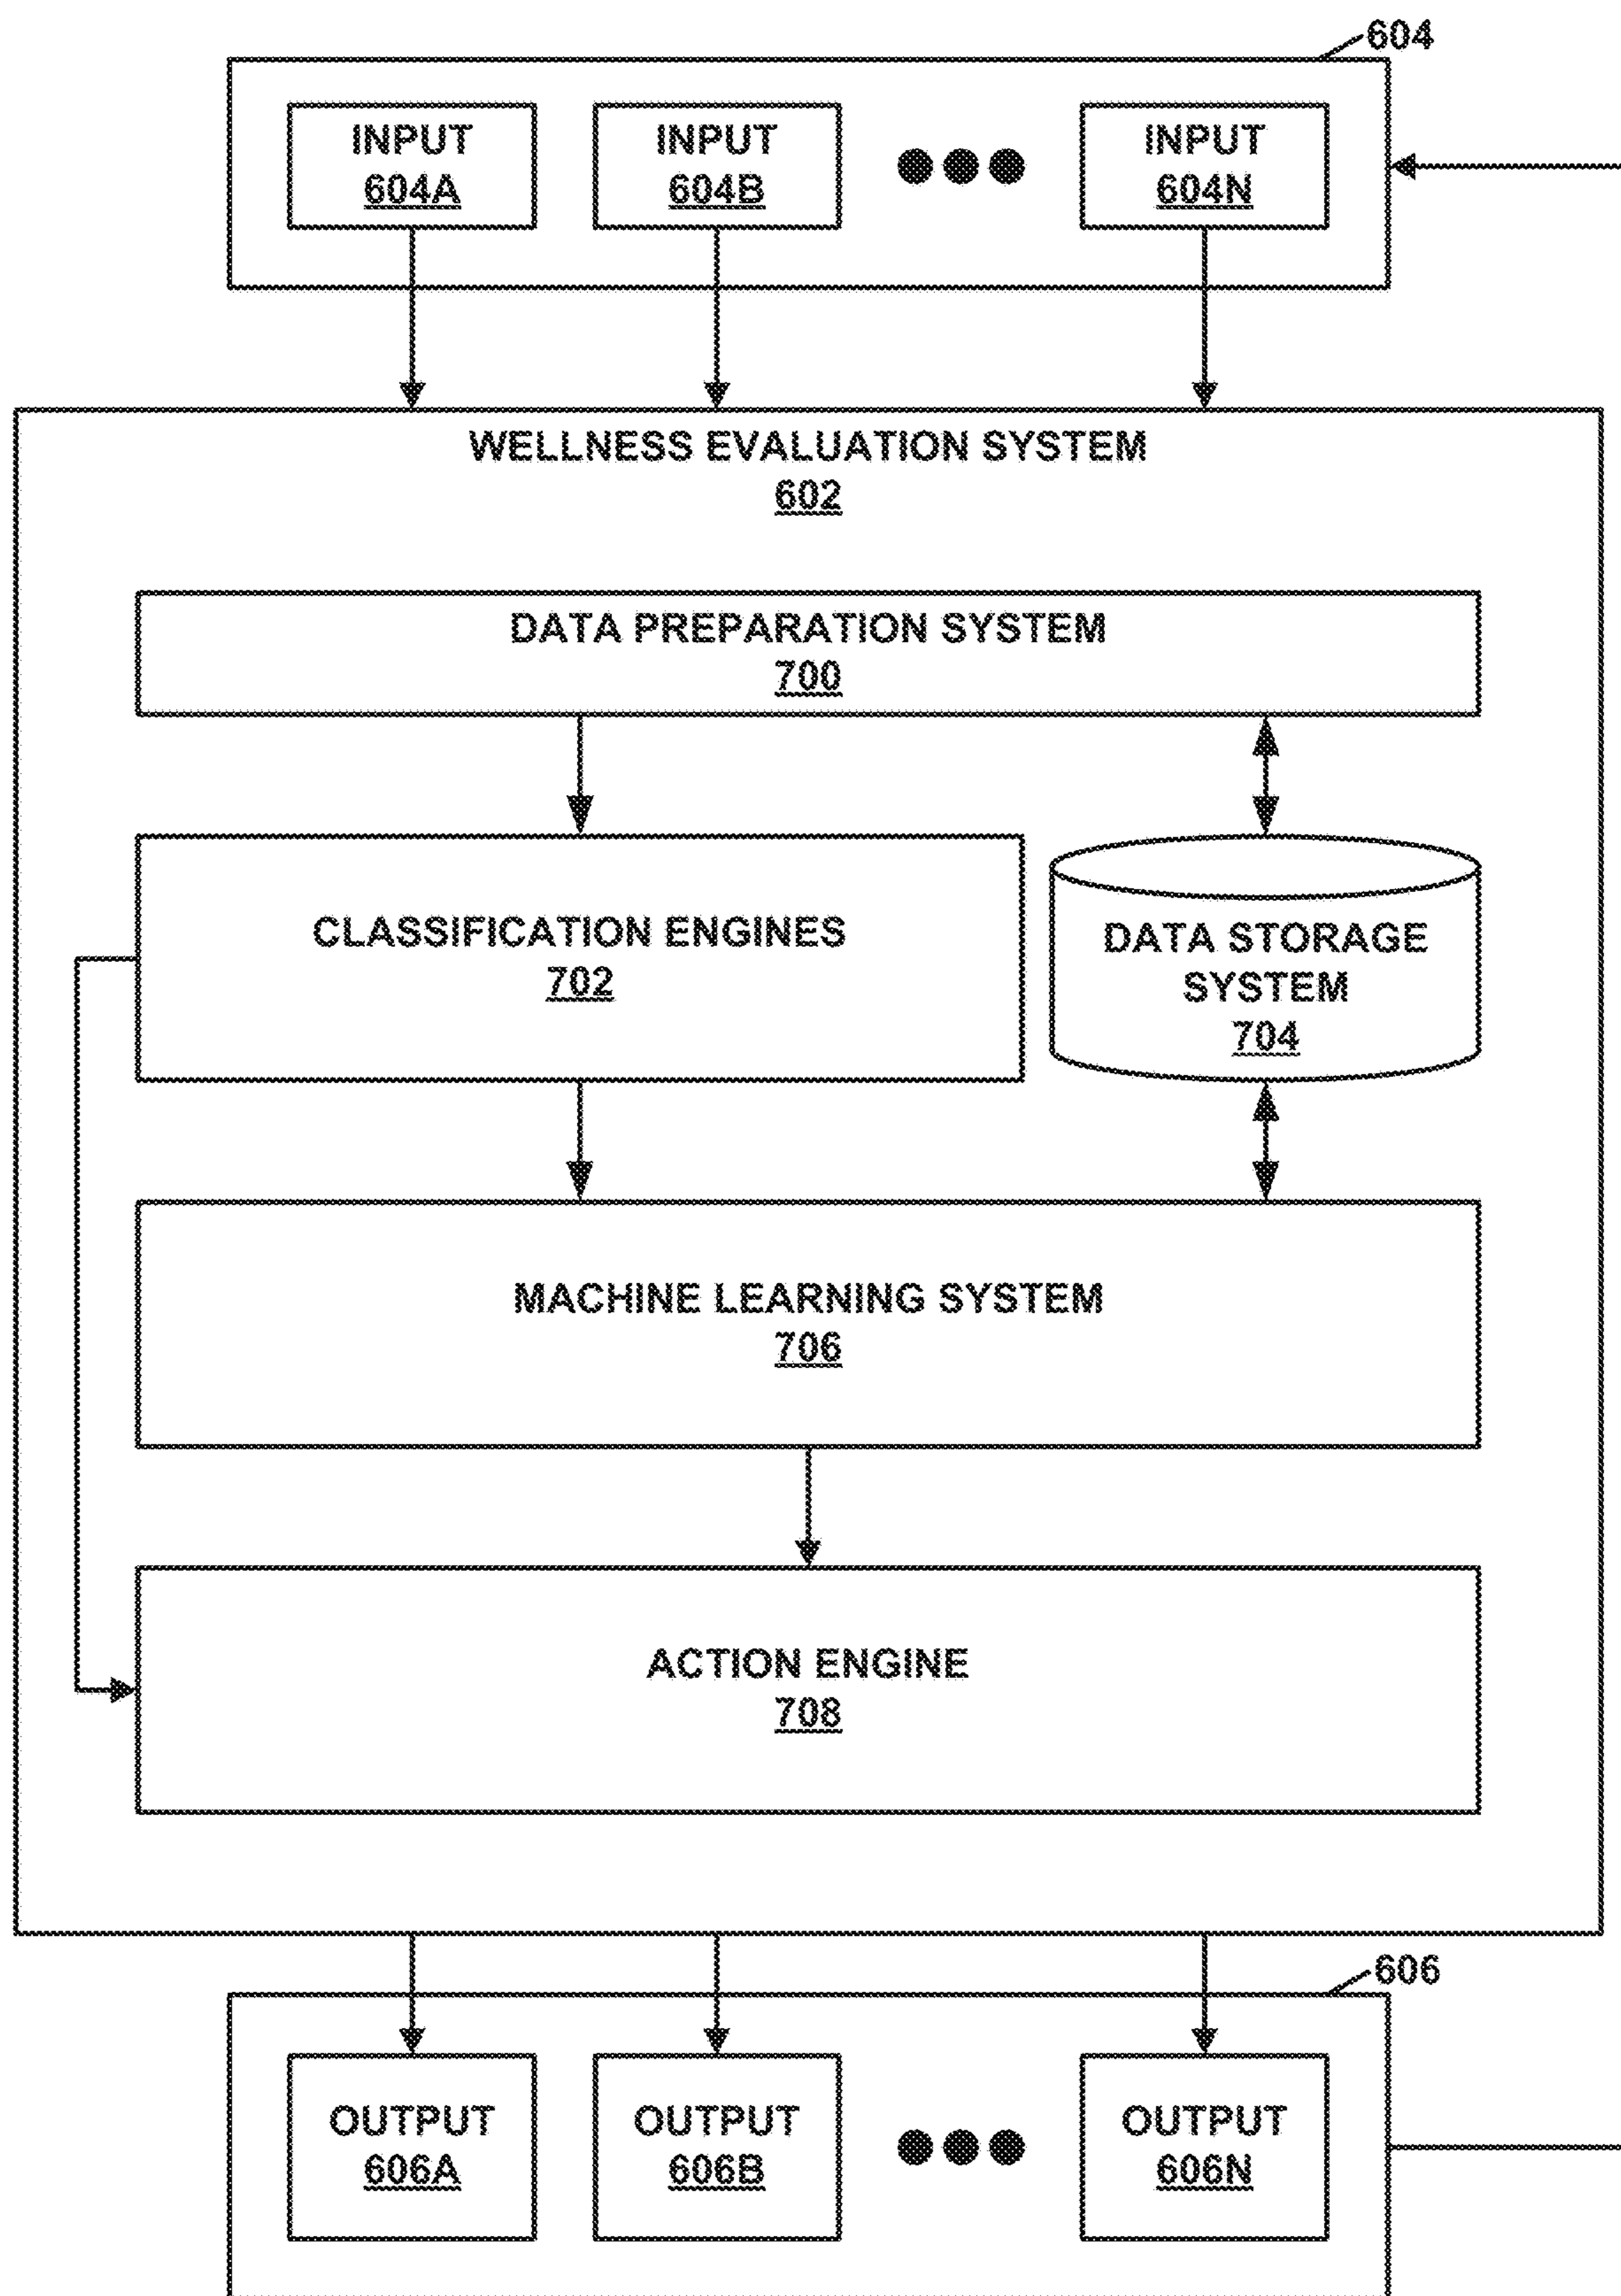 604
INPUT
604A
INPUT
604B
INPUT
604N
WELLNESS EVALUATION SYSTEM
602
DATA PREPARATION SYSTEM
700
CLASSIFICATION ENGINES
702
DATA STORAGE
SYSTEM
704
MACHINE LEARNING SYSTEM
706
ACTION ENGINE
708
606
OUTPUT
606A
OUTPUT
606B
OUTPUT
606N